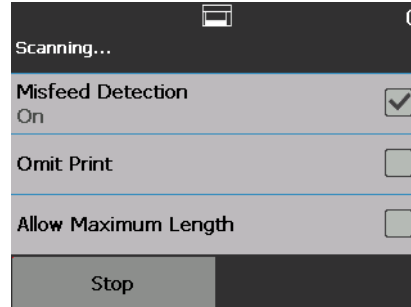 Scanning...
Misfeed Detection
On
Omit Print
Allow Maximum Length
Stop